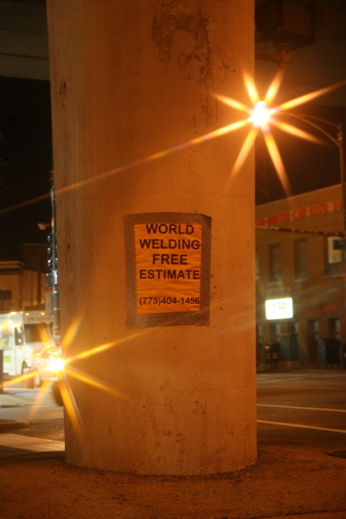 WORLD
WELDING
FREE
ESTIMATE
(773)404-1456